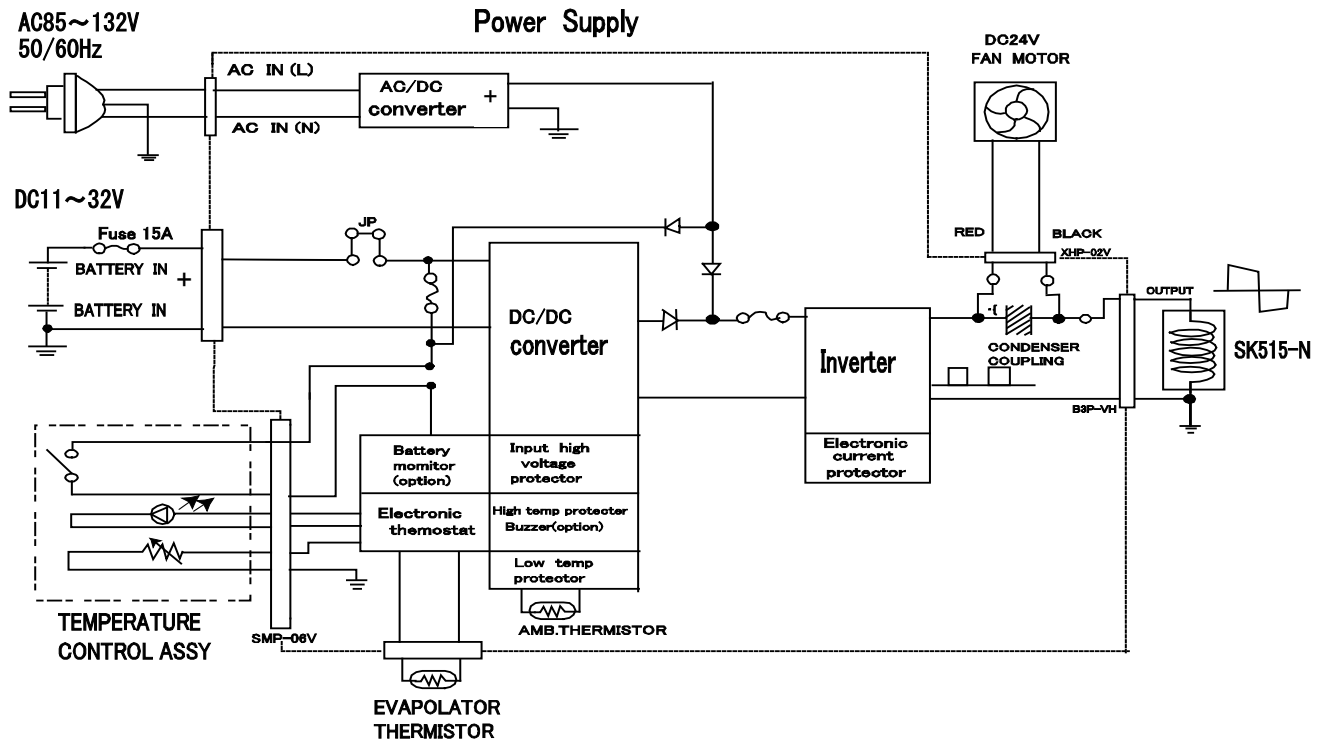 AC85～132V
50/60Hz
Power Supply
AC IN (L)
AC IN (N)
AC/DC
converter
+
DC24V
FAN MOTOR
RED
BLACK
XHP-02V
DC11～32V
Fuse 15A
BATTERY IN
+
BATTERY IN
JP
DC/DC
converter
Inverter
Electronic
current
protector
CONDENSER
COUPLING
OUTPUT
B3P-VH
SK515-N
Battery
momitor
(option)
Input high
voltage
protector
Electronic
themostat
High temp protecter
Buzzer(option)
Low temp
protector
AMB.THERMISTOR
TEMPERATURE
CONTROL ASSY
SMP-06V
EVAPOLATOR
THERMISTOR